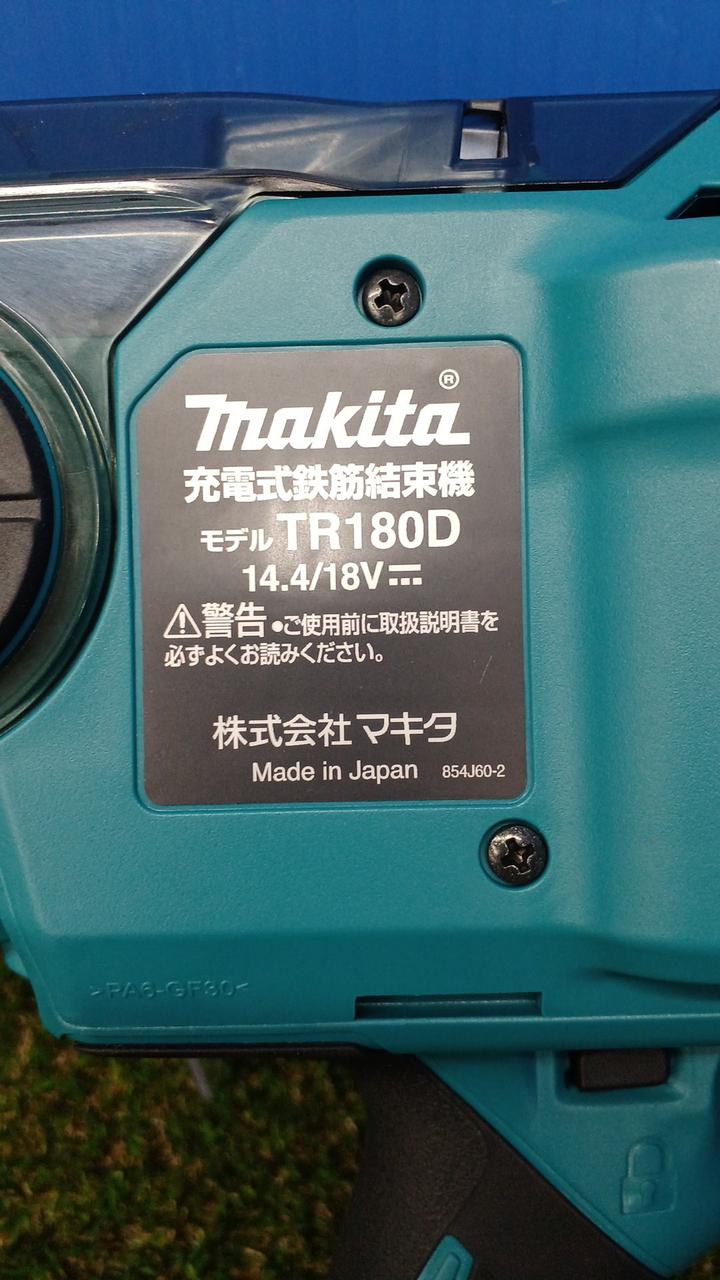 makita®
充電式鉄筋結束機
モデル TR180D
14.4/18V⎓
⚠警告 ●ご使用前に取扱説明書を
必ずよくお読みください。
株式会社マキタ
Made in Japan 854J60-2
>PA6-GF30<